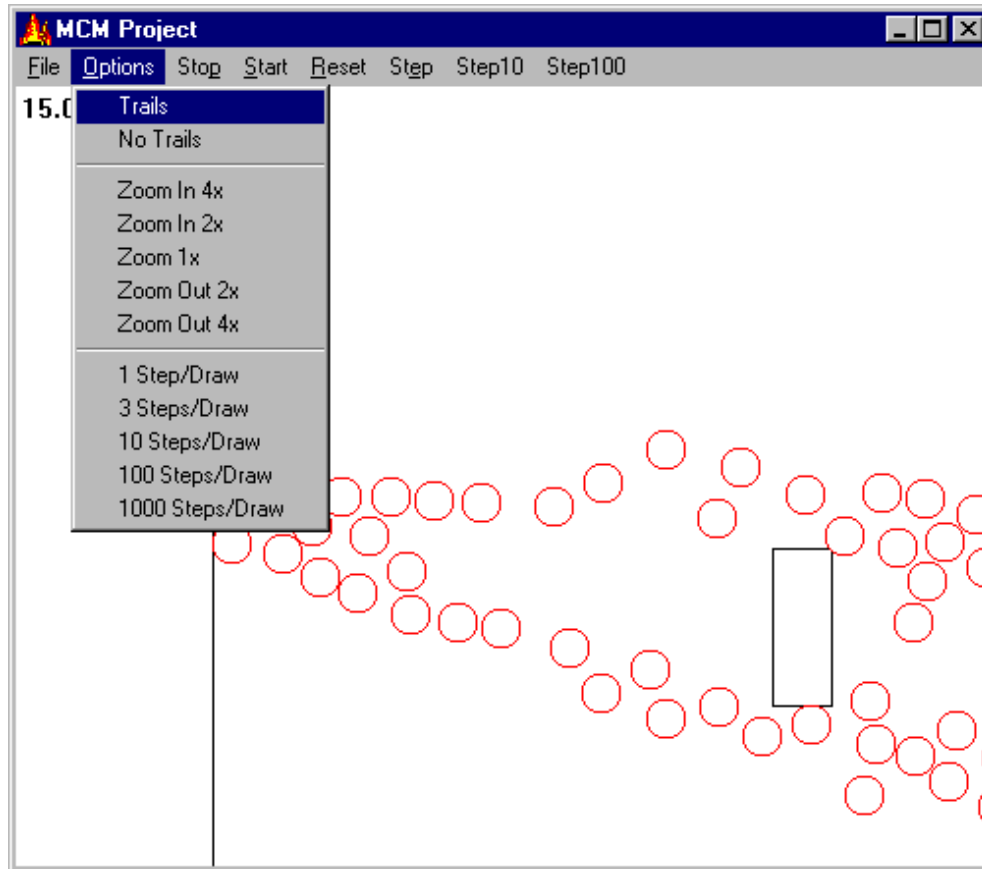 MCM Project
File Options Stop Start Reset Step Step10 Step100
15.0
Trails
No Trails
Zoom In 4x
Zoom In 2x
Zoom 1x
Zoom Out 2x
Zoom Out 4x
1 Step/Draw
3 Steps/Draw
10 Steps/Draw
100 Steps/Draw
1000 Steps/Draw